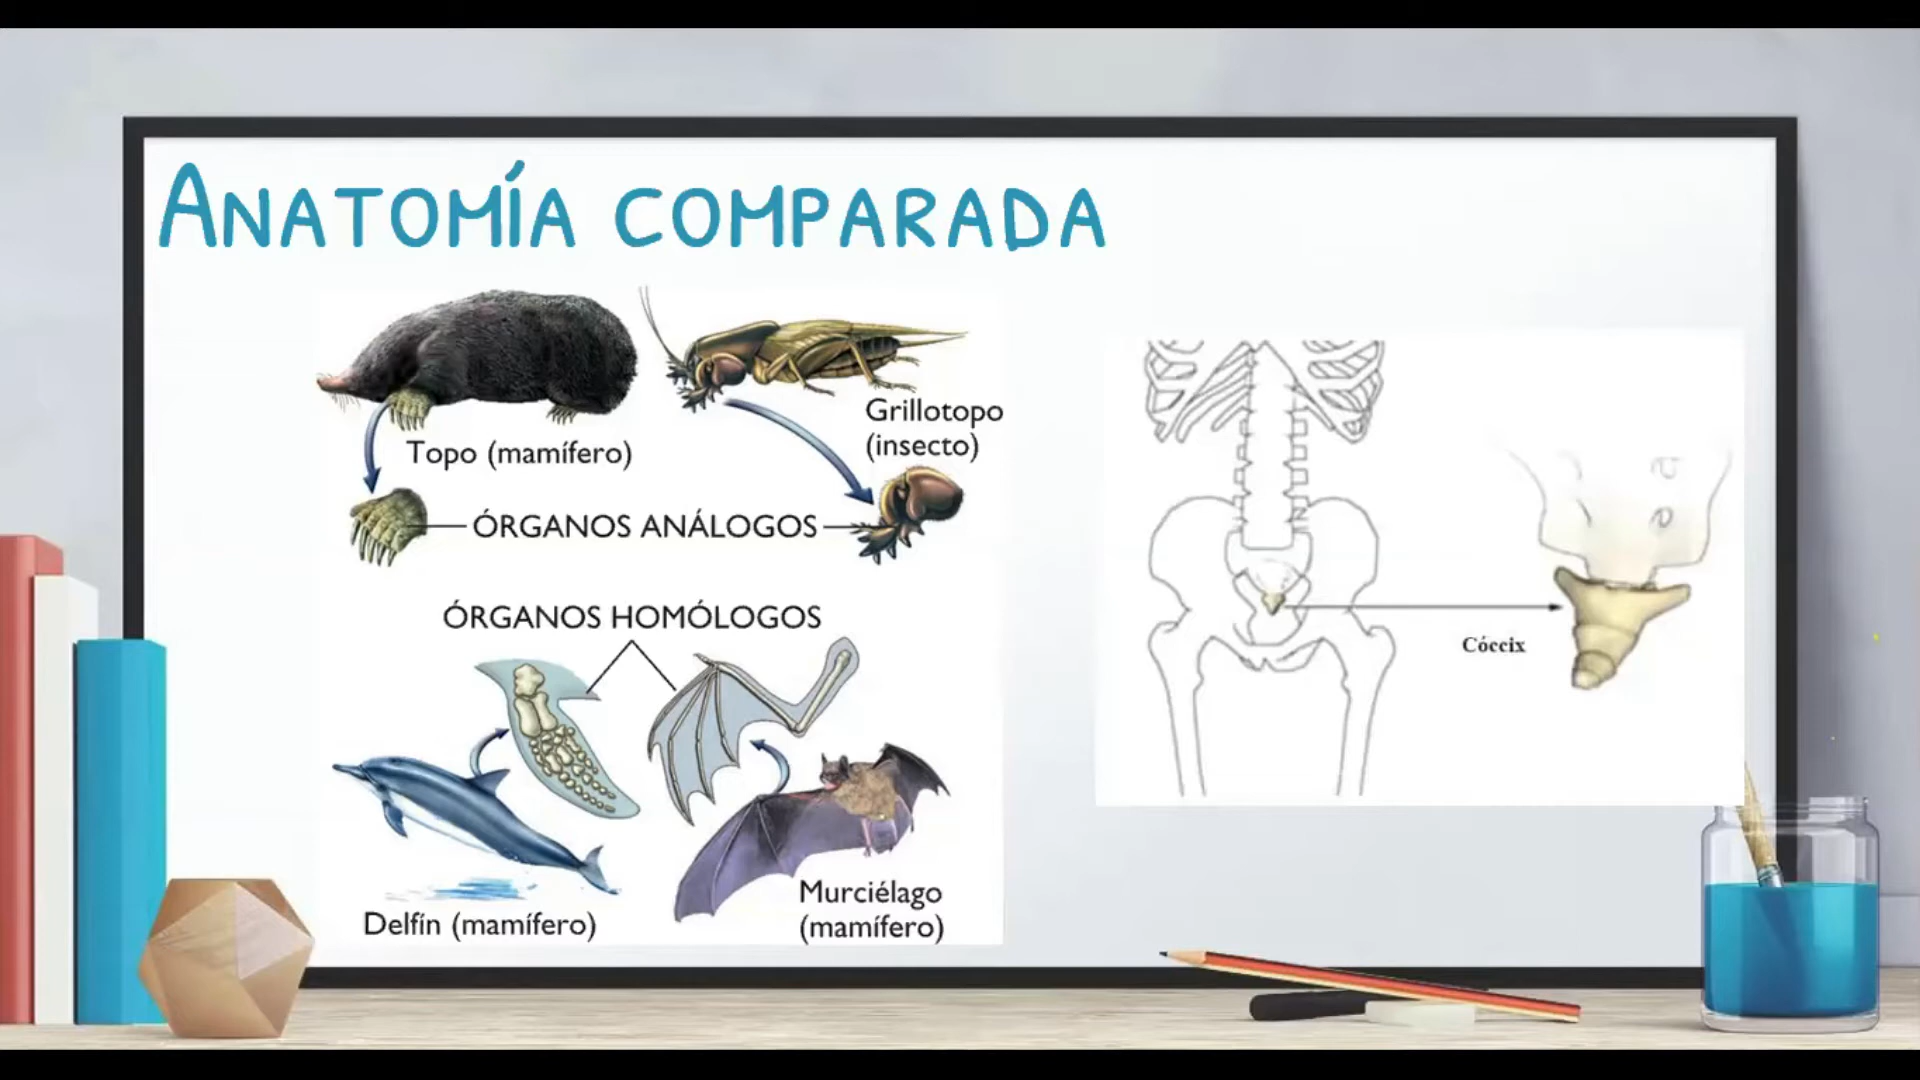 ANATOMÍA COMPARADA
Topo (mamífero)
Grillotopo
(insecto)
ÓRGANOS ANÁLOGOS
ÓRGANOS HOMÓLOGOS
Delfín (mamífero)
Murciélago
(mamífero)
Cóccix